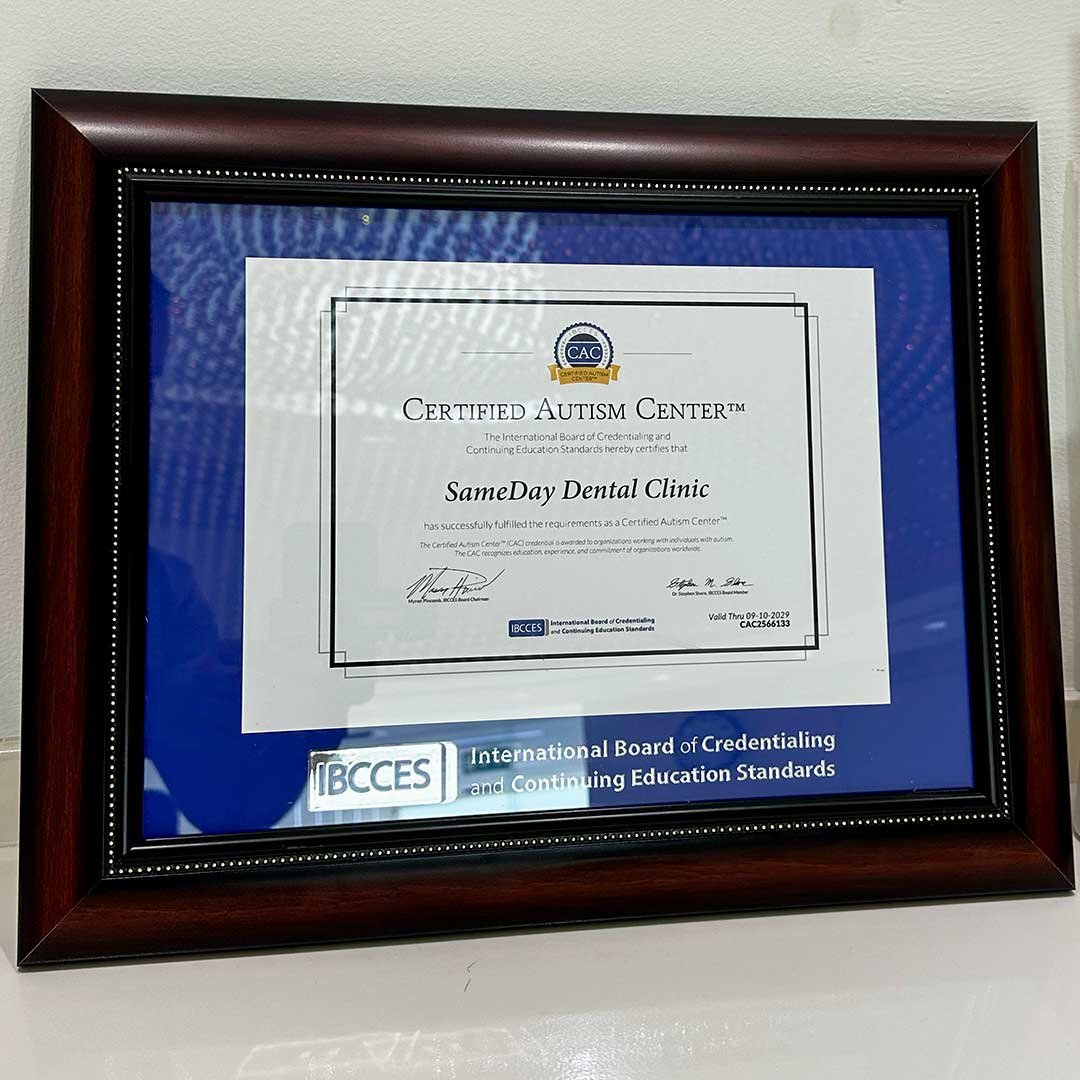 IBCCES
CAC
CERTIFIED AUTISM
CENTER™
CERTIFIED AUTISM CENTER™
The International Board of Credentialing and
Continuing Education Standards hereby certifies that
SameDay Dental Clinic
has successfully fulfilled the requirements as a Certified Autism Center™
The Certified Autism Center™ (CAC) credential is awarded to organizations working with individuals with autism.
The CAC recognizes education, experience, and commitment of organizations worldwide.
Myron Pincomb, IBCCES Board Chairman
Dr. Stephen Shore, IBCCES Board Member
IBCCES International Board of Credentialing
and Continuing Education Standards
Valid Thru 09-10-2029
CAC2566133
IBCCES International Board of Credentialing
and Continuing Education Standards